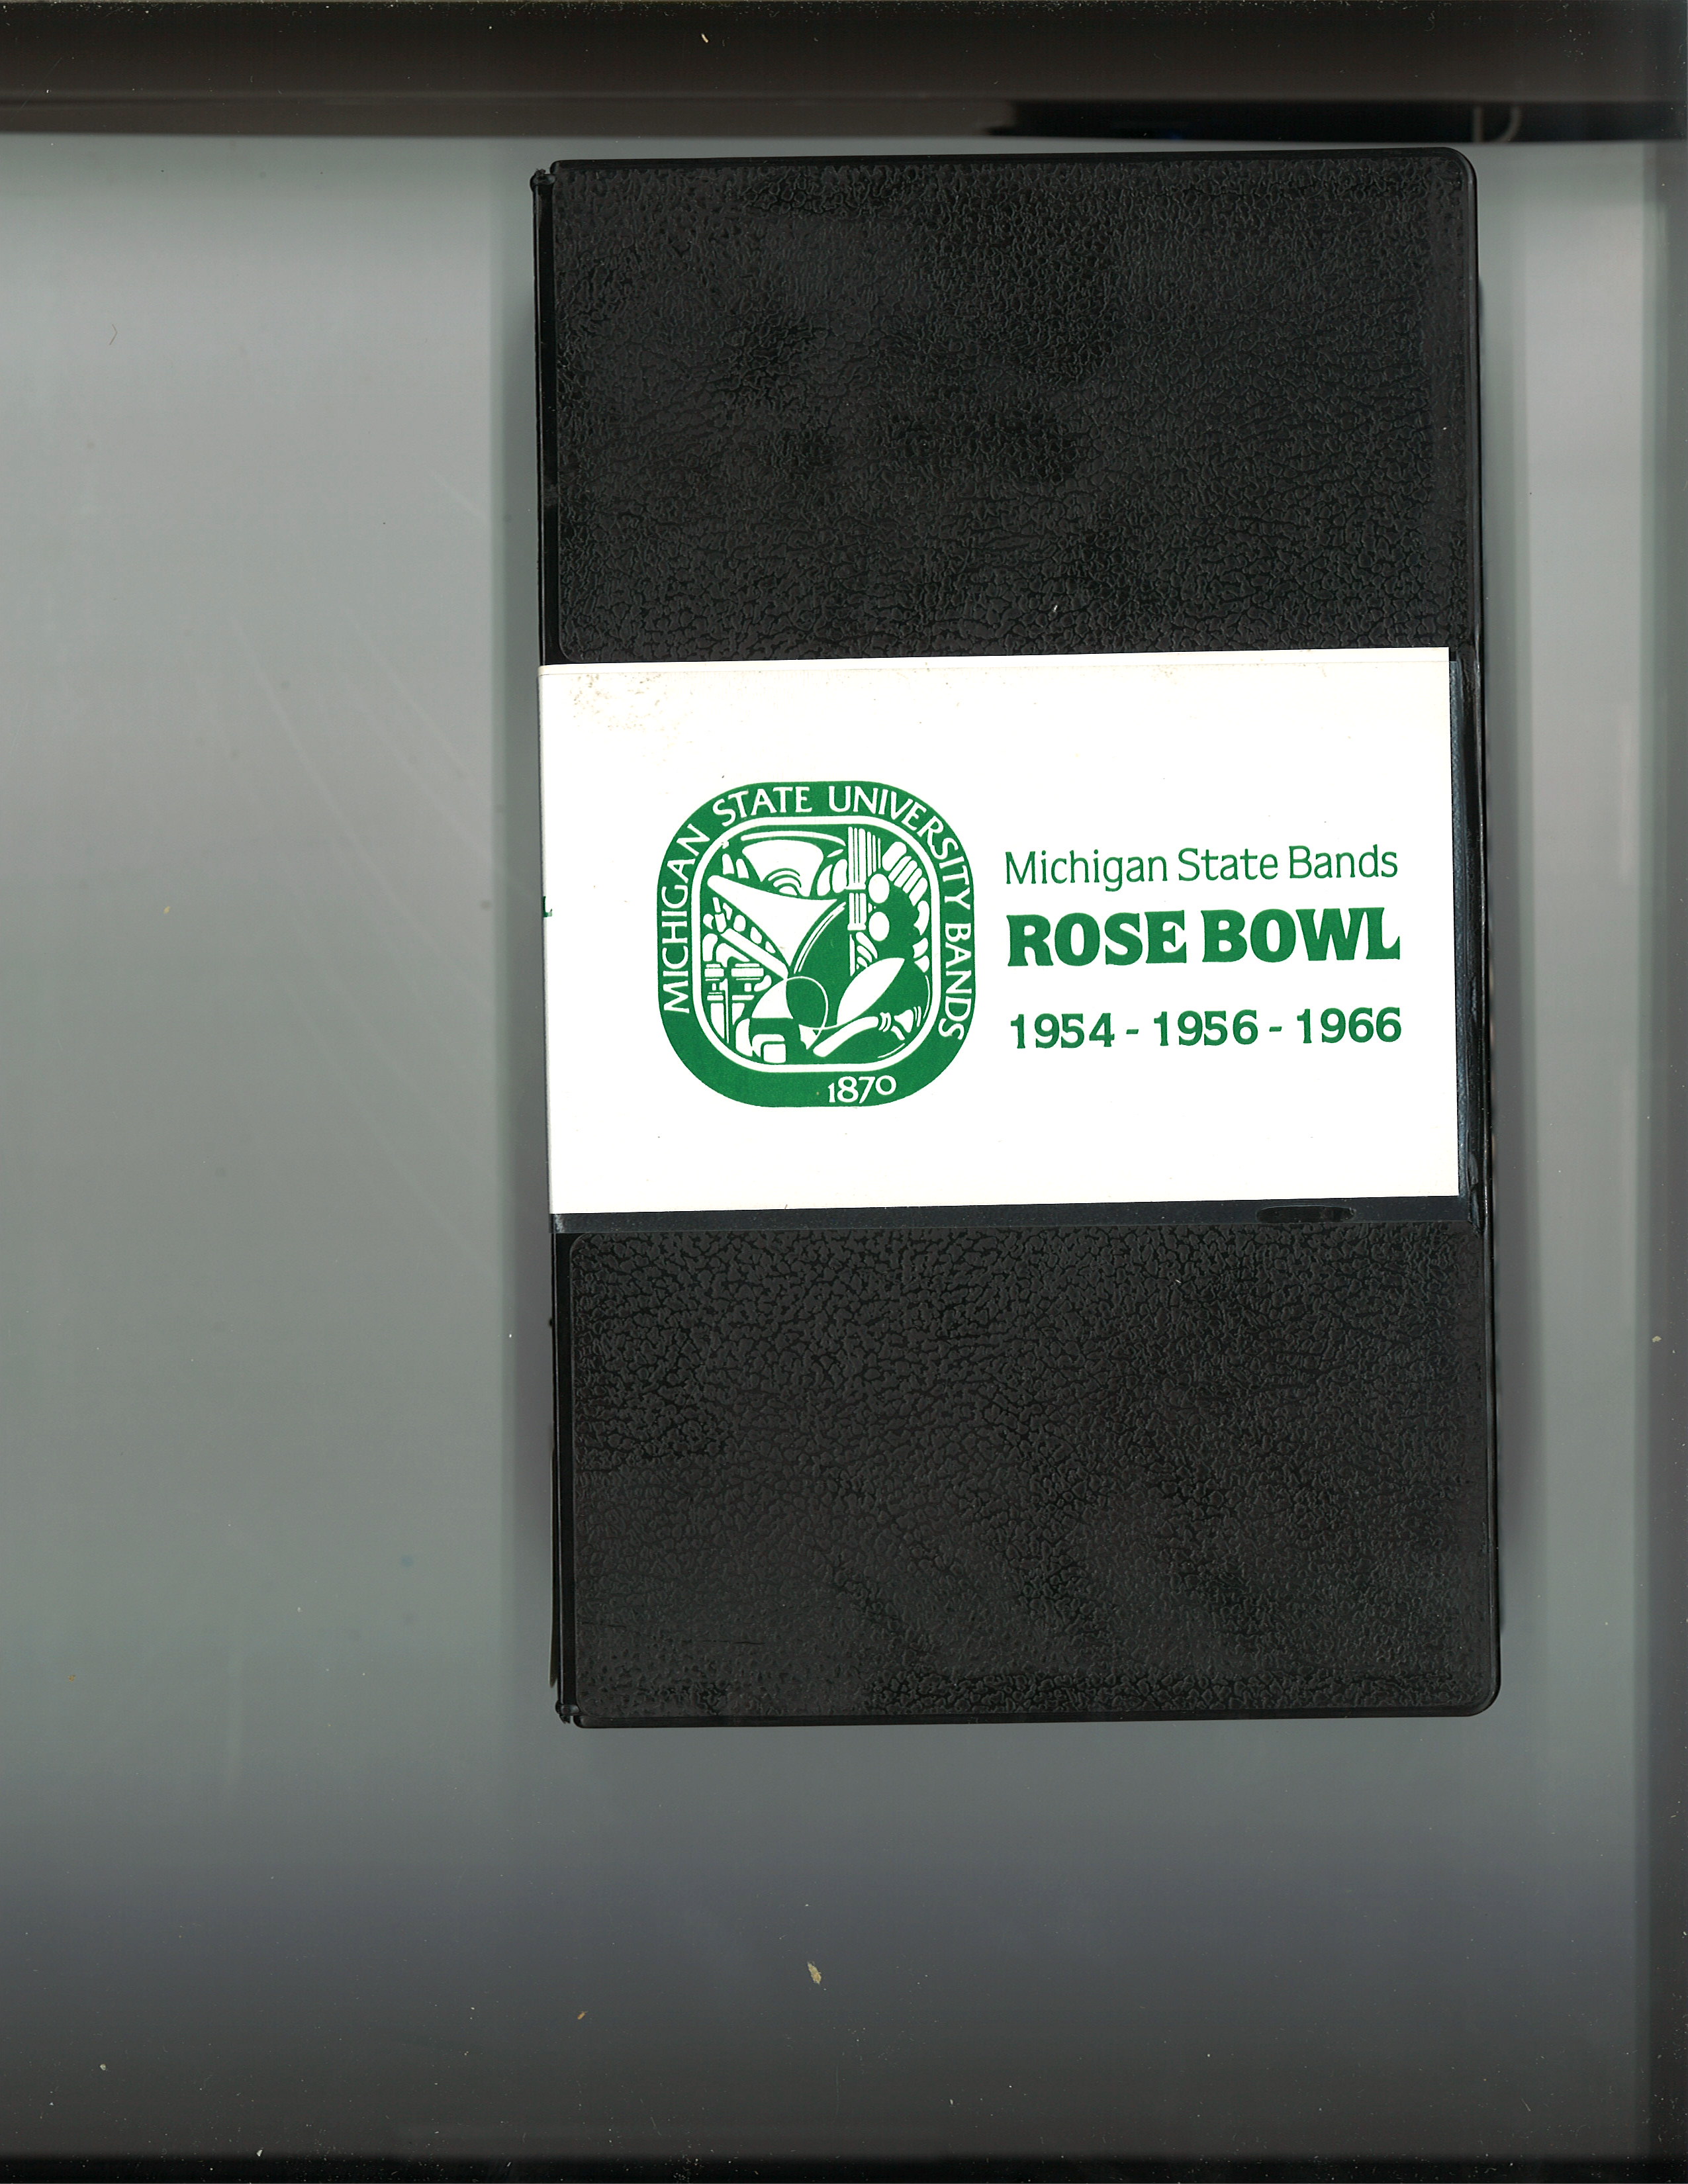 MICHIGAN STATE UNIVERSITY BANDS
1870
Michigan State Bands
ROSE BOWL
1954 - 1956 - 1966